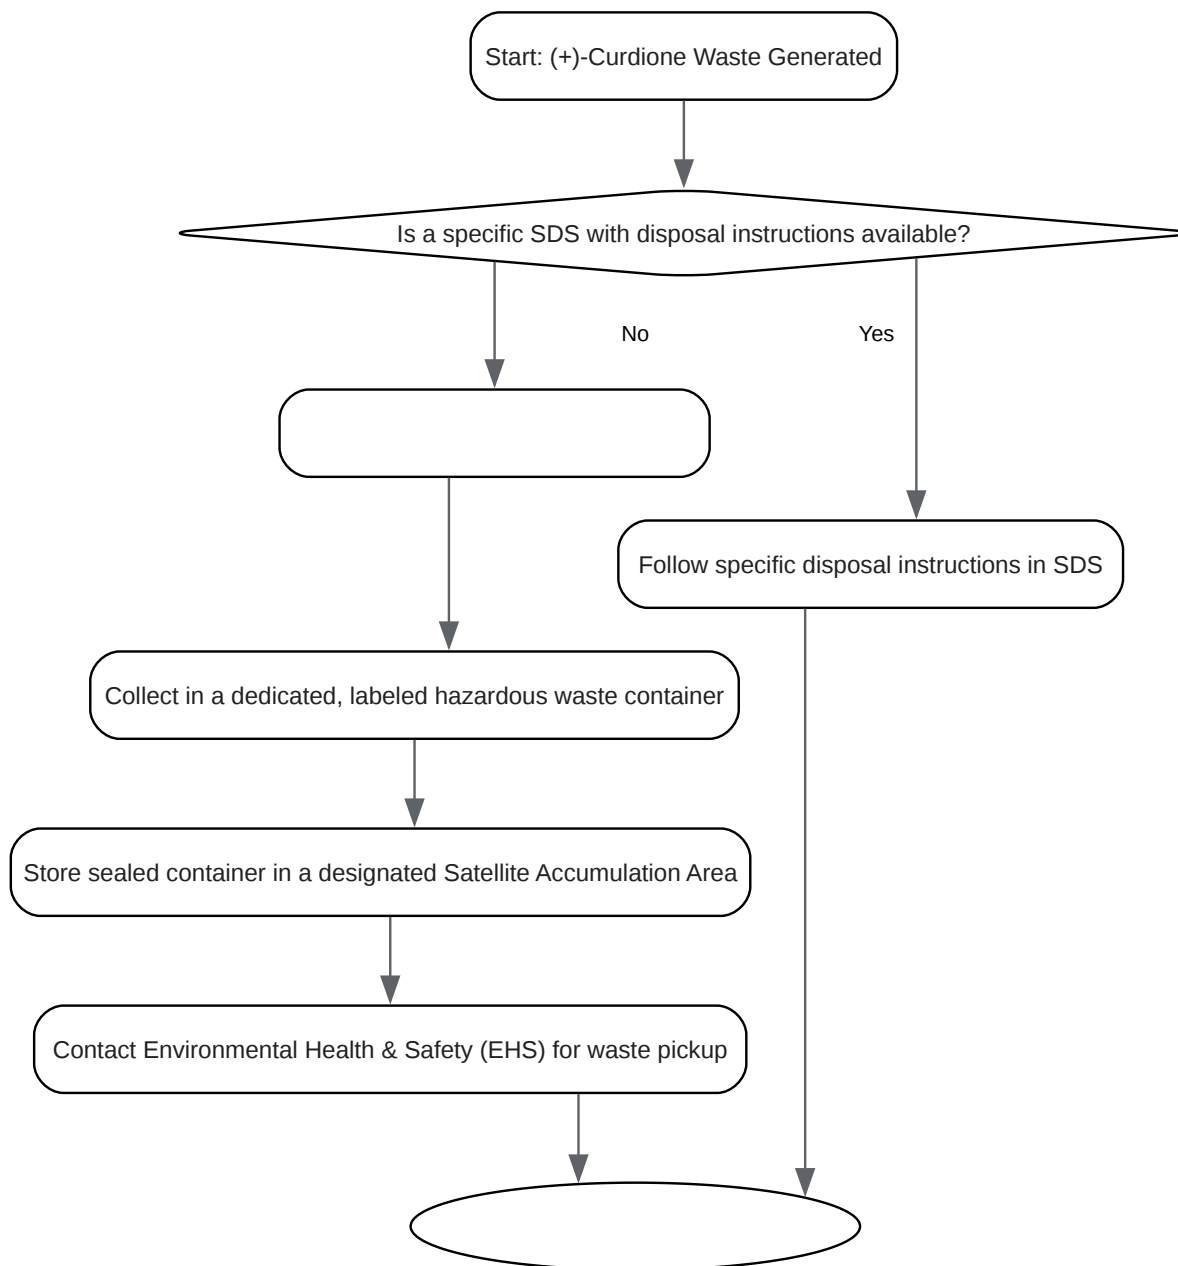 Start: (+)-Curdione Waste Generated
Is a specific SDS with disposal instructions available?
No
Yes
Follow specific disposal instructions in SDS
Collect in a dedicated, labeled hazardous waste container
Store sealed container in a designated Satellite Accumulation Area
Contact Environmental Health & Safety (EHS) for waste pickup